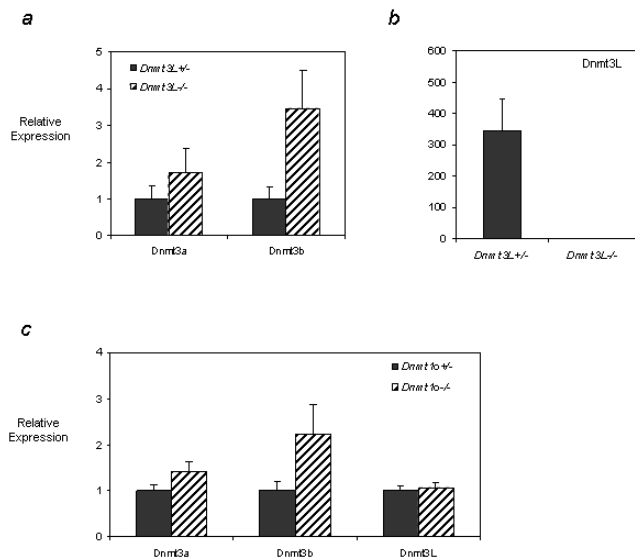 a
b
5
4
3
2
1
0
Relative
Expression
Dnmt3L+/-
Dnmt3L-/-
Dnmt3a
Dnmt3b
600
500
400
300
200
100
0
Dnmt3L
Dnmt3L+/-
Dnmt3L-/-
c
4
3
2
1
0
Relative
Expression
Dnmt1o+/-
Dnmt1o-/-
Dnmt3a
Dnmt3b
Dnmt3L